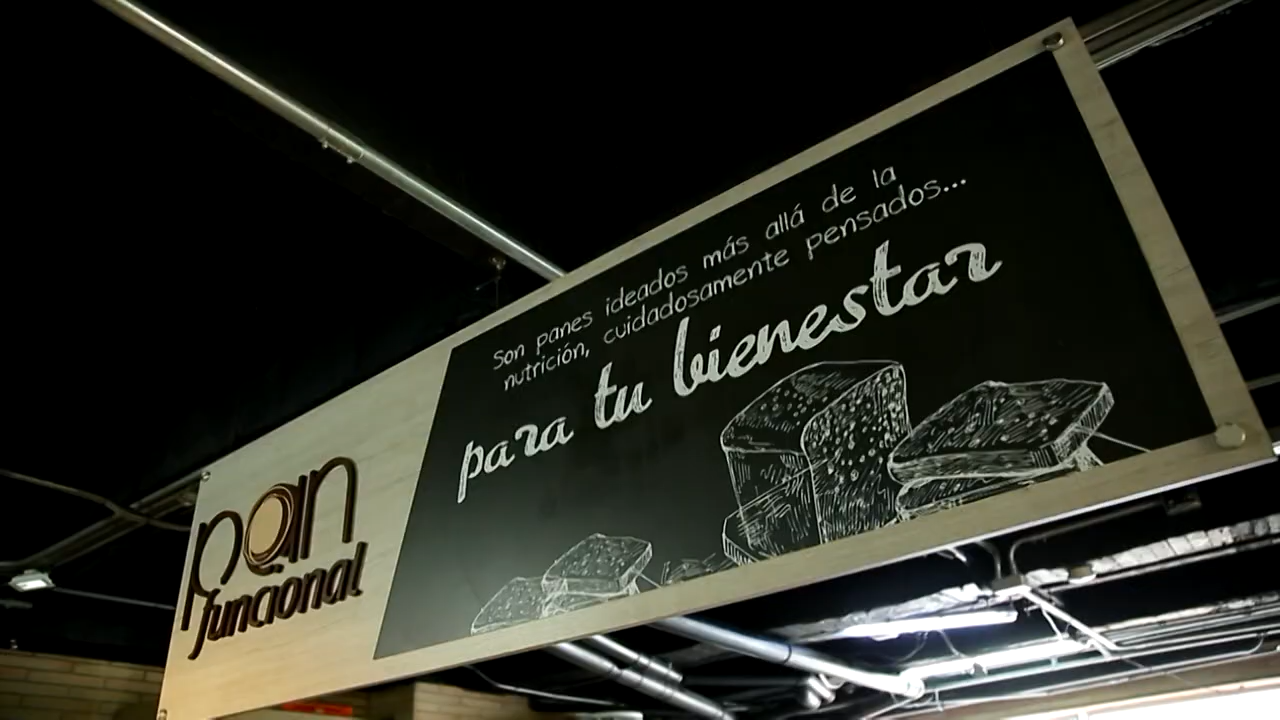 Son panes ideados más allá de la
nutrición, cuidadosamente pensados...
para tu bienestar
pan
funcional